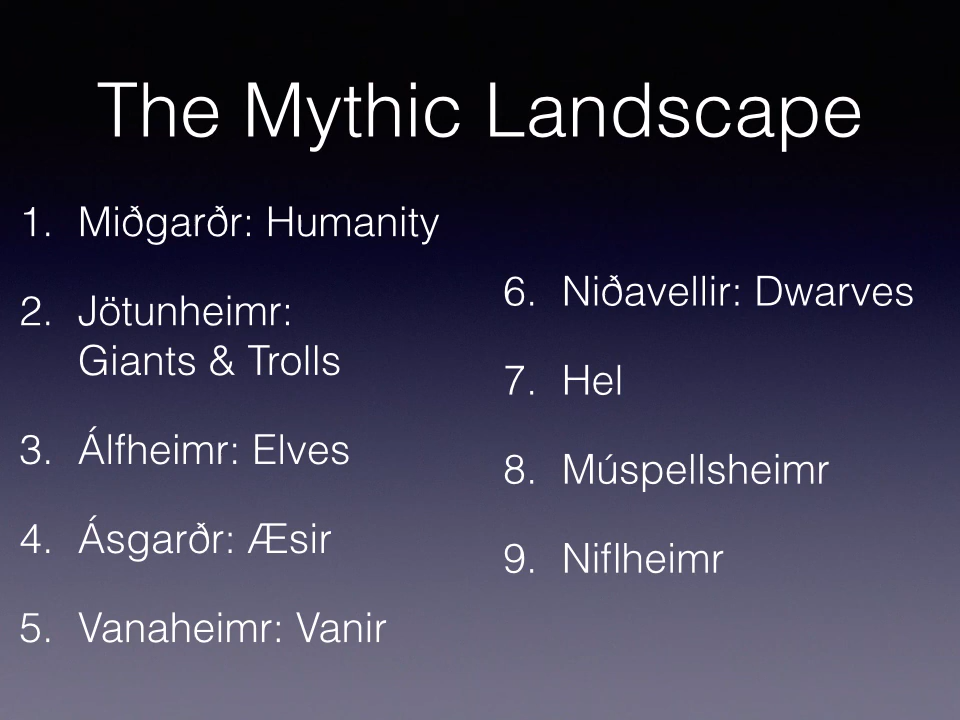 The Mythic Landscape
1. Miðgarðr: Humanity
2. Jötunheimr:
Giants & Trolls
3. Álfheimr: Elves
4. Ásgarðr: Æsir
5. Vanaheimr: Vanir
6. Niðavellir: Dwarves
7. Hel
8. Múspellsheimr
9. Niflheimr